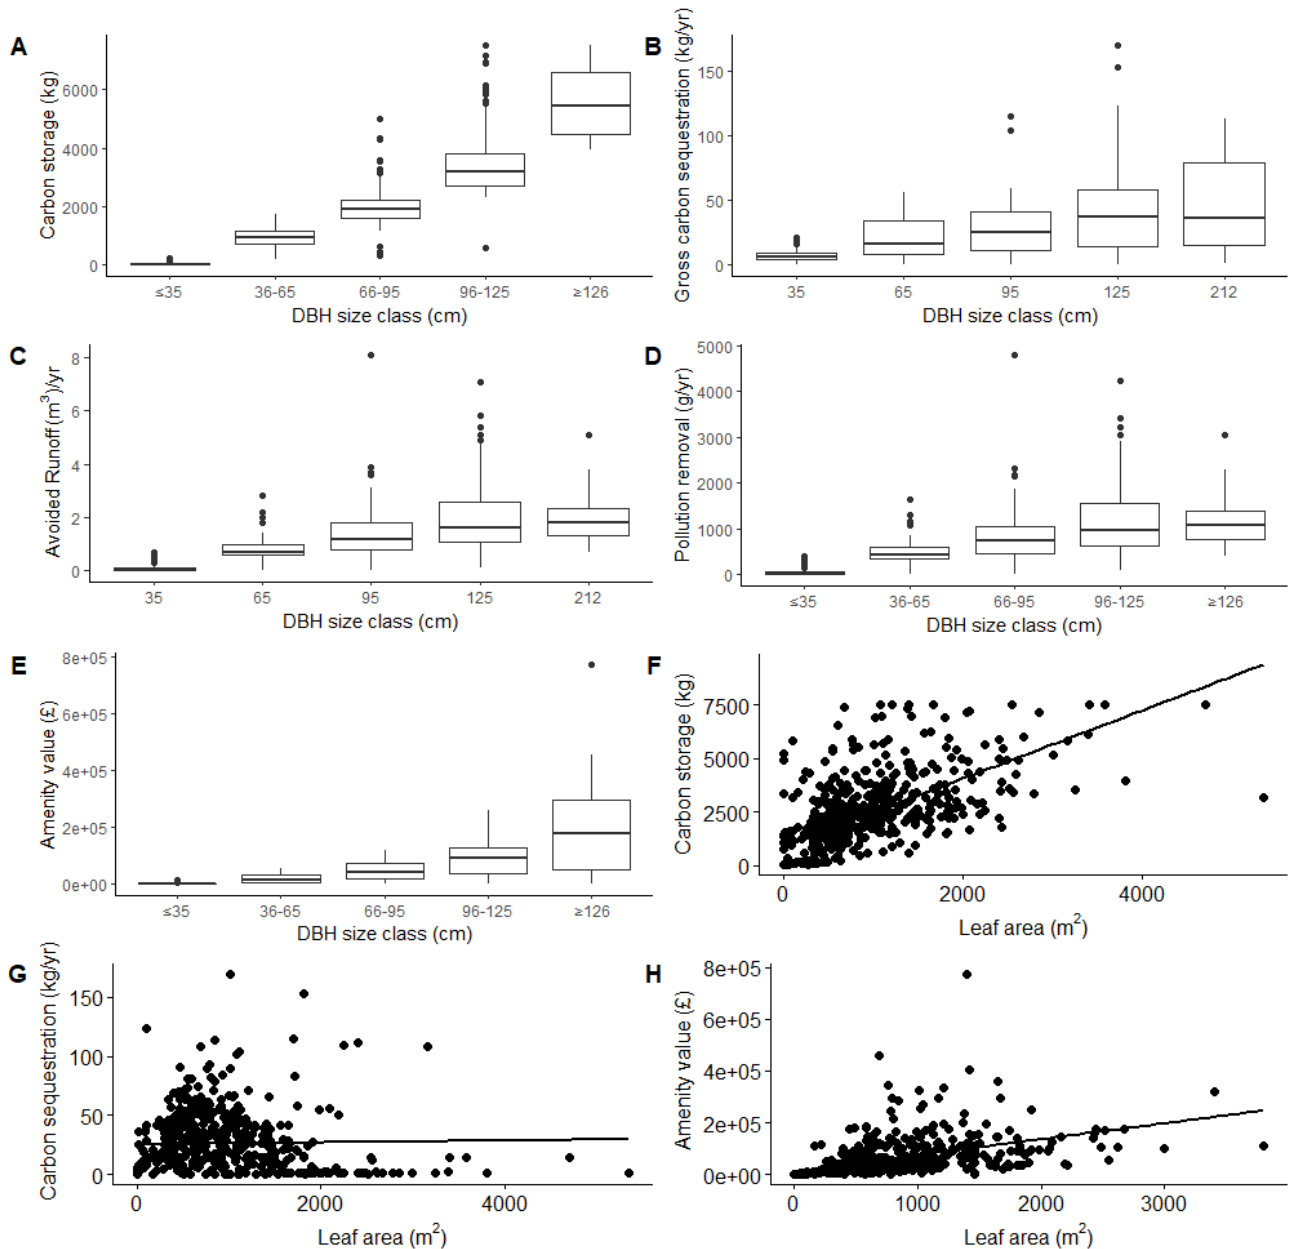 A
Carbon storage (kg)
6000
4000
2000
0
≤35 36-65 66-95 96-125 ≥126
DBH size class (cm)
B
Gross carbon sequestration (kg/yr)
150
100
50
0
35 65 95 125 212
DBH size class (cm)
C
Avoided Runoff (m³)/yr
8
6
4
2
0
35 65 95 125 212
DBH size class (cm)
D
Pollution removal (g/yr)
5000
4000
3000
2000
1000
0
≤35 36-65 66-95 96-125 ≥126
DBH size class (cm)
E
Amenity value (£)
8e+05
6e+05
4e+05
2e+05
0e+00
≤35 36-65 66-95 96-125 ≥126
DBH size class (cm)
F
Carbon storage (kg)
7500
5000
2500
0
0 2000 4000
Leaf area (m²)
G
Carbon sequestration (kg/yr)
150
100
50
0
0 2000 4000
Leaf area (m²)
H
Amenity value (£)
8e+05
6e+05
4e+05
2e+05
0e+00
0 1000 2000 3000
Leaf area (m²)